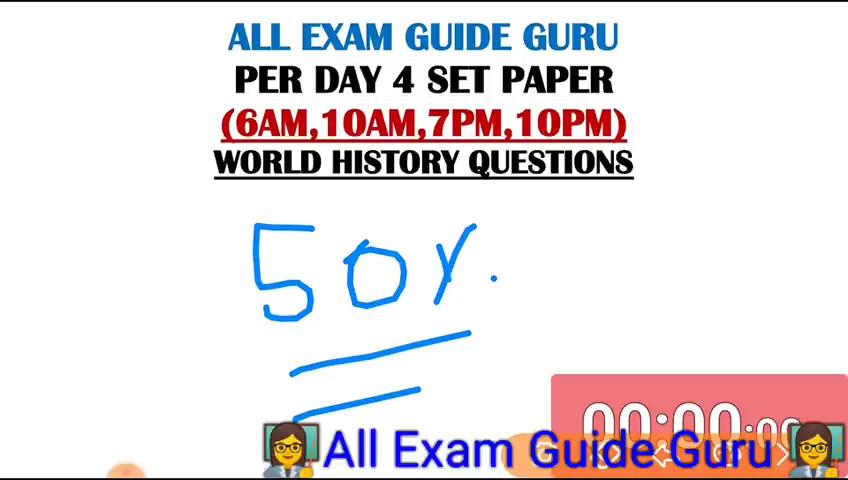 ALL EXAM GUIDE GURU
PER DAY 4 SET PAPER
(6AM,10AM,7PM,10PM)
WORLD HISTORY QUESTIONS
50%.
00:00:00
All Exam Guide Guru